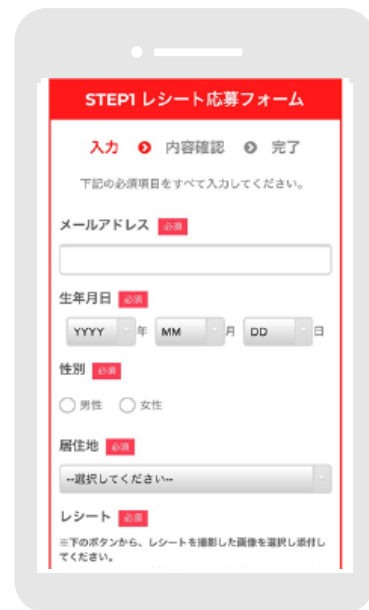 STEP1 レシート応募フォーム
入力 内容確認 完了
下記の必須項目をすべて入力してください。
メールアドレス 必須
生年月日 必須
YYYY 年 MM 月 DD 日
性別 必須
男性 女性
居住地 必須
--選択してください--
レシート 必須
※下のボタンから、レシートを撮影した画像を選択し添付し
てください。